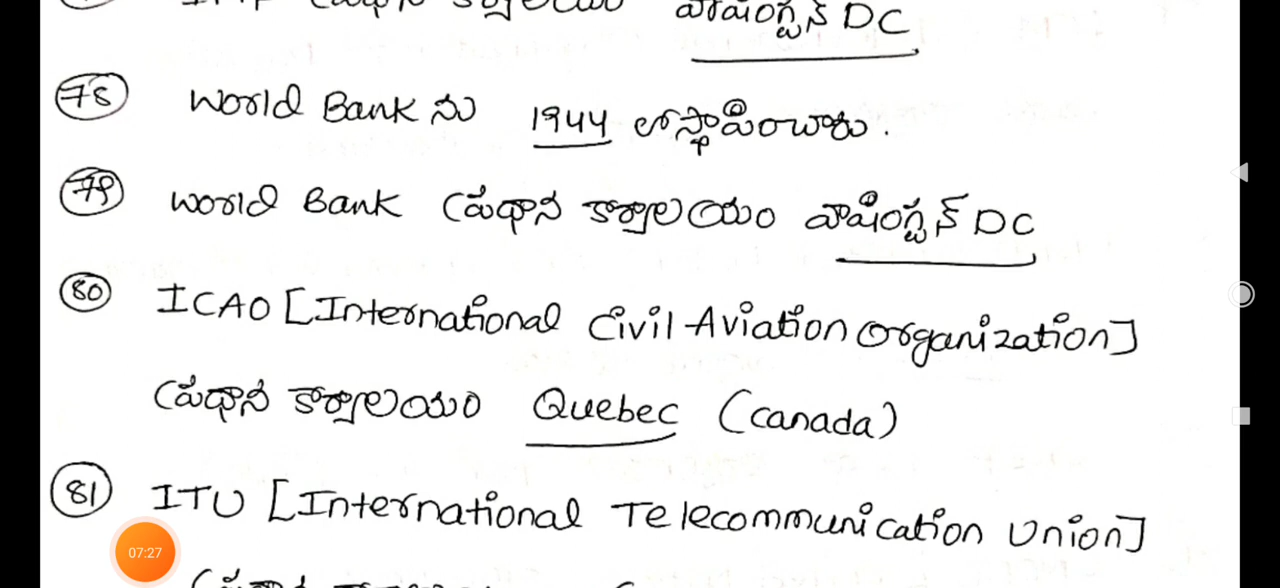 వాషింగ్టన్ DC
78 World Bank ను 1944 లో స్థాపించారు.
79 World Bank ప్రధాన కార్యాలయం వాషింగ్టన్ DC
80 ICAO [International Civil Aviation Organization]
ప్రధాన కార్యాలయం Quebec (Canada)
81 ITU [International Telecommunication Union]
07:27